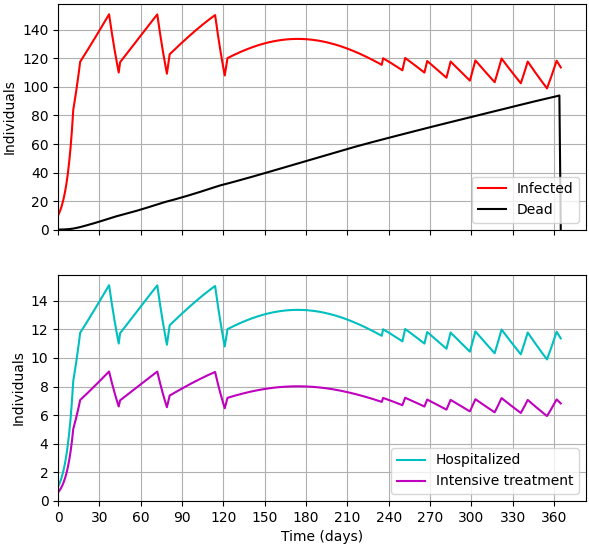 140
120
100
80
60
40
20
0
Individuals
Infected
Dead
14
12
10
8
6
4
2
0
Individuals
Hospitalized
Intensive treatment
0 30 60 90 120 150 180 210 240 270 300 330 360
Time (days)